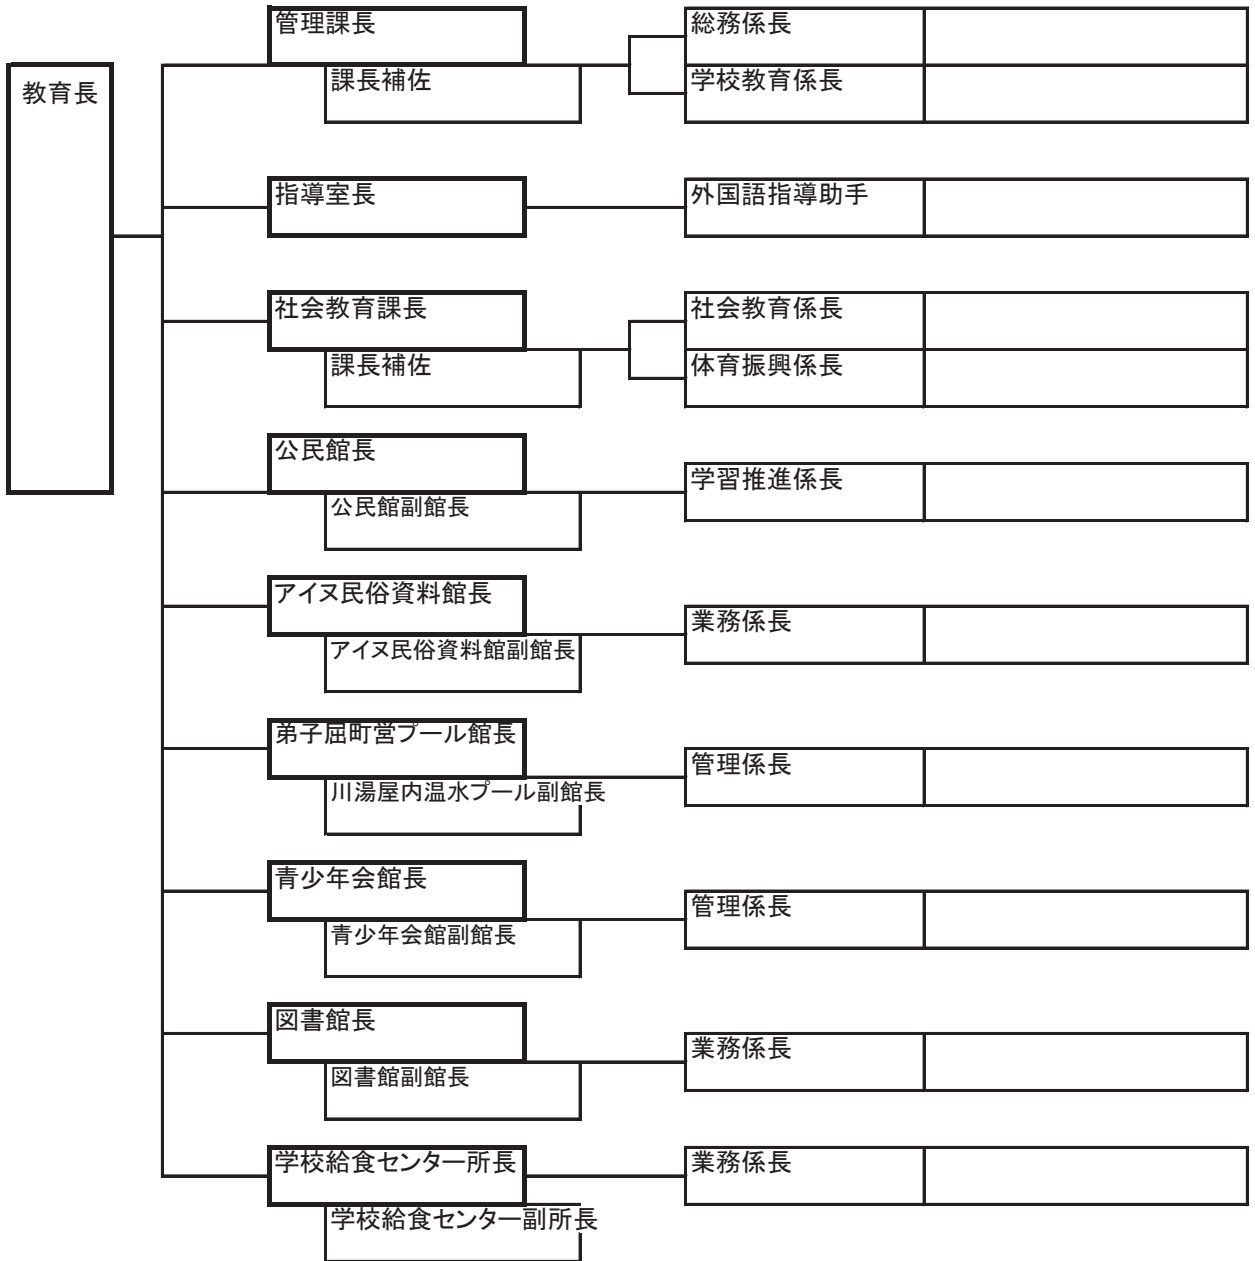 教育長
管理課長
課長補佐
総務係長
学校教育係長
指導室長
外国語指導助手
社会教育課長
課長補佐
社会教育係長
体育振興係長
公民館長
公民館副館長
学習推進係長
アイヌ民俗資料館長
アイヌ民俗資料館副館長
業務係長
弟子屈町営プール館長
川湯屋内温水プール副館長
管理係長
青少年会館長
青少年会館副館長
管理係長
図書館長
図書館副館長
業務係長
学校給食センター所長
学校給食センター副所長
業務係長